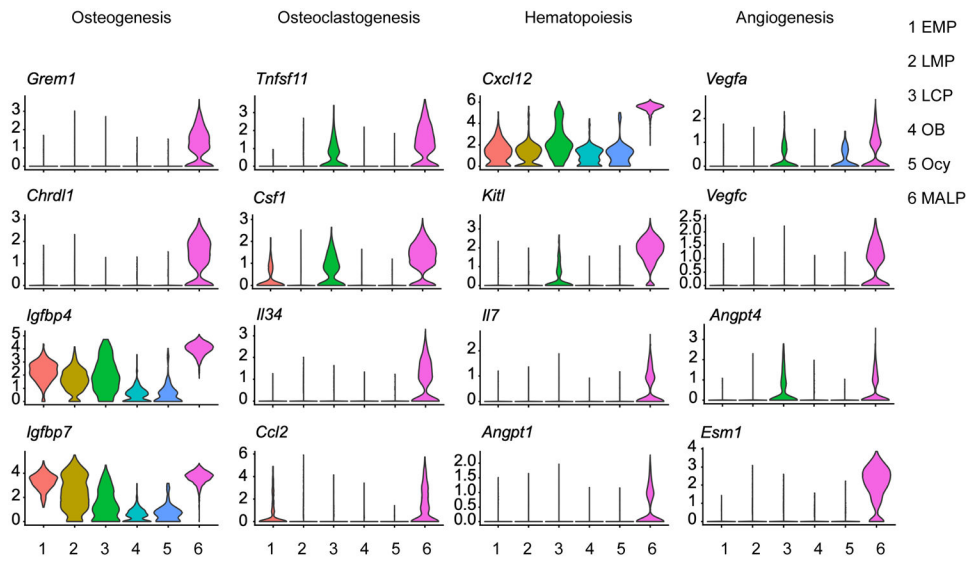 Osteogenesis Osteoclastogenesis Hematopoiesis Angiogenesis
1 EMP
2 LMP
3 LCP
4 OB
5 Ocy
6 MALP
Grem1 Tnfsf11 Cxcl12 Vegfa
3 3 6
2 2 4 2
1 1 2 1
0 0 0 0
Chrdl1 Csf1 Kitl Vegfc
3 3 3 2.5
2 2 2 2.0
1.5
1 1 1 1.0
0.5
0 0 0 0.0
Igfbp4 Il34 Il7 Angpt4
5
4 3 3
3 2 2 2
2
1 1 1 1
0 0 0 0
Igfbp7 Ccl2 Angpt1 Esm1
6 2.0 4
4 4 1.5 3
2 2 1.0 2
0.5 1
0 0 0.0 0
1 2 3 4 5 6 1 2 3 4 5 6 1 2 3 4 5 6 1 2 3 4 5 6